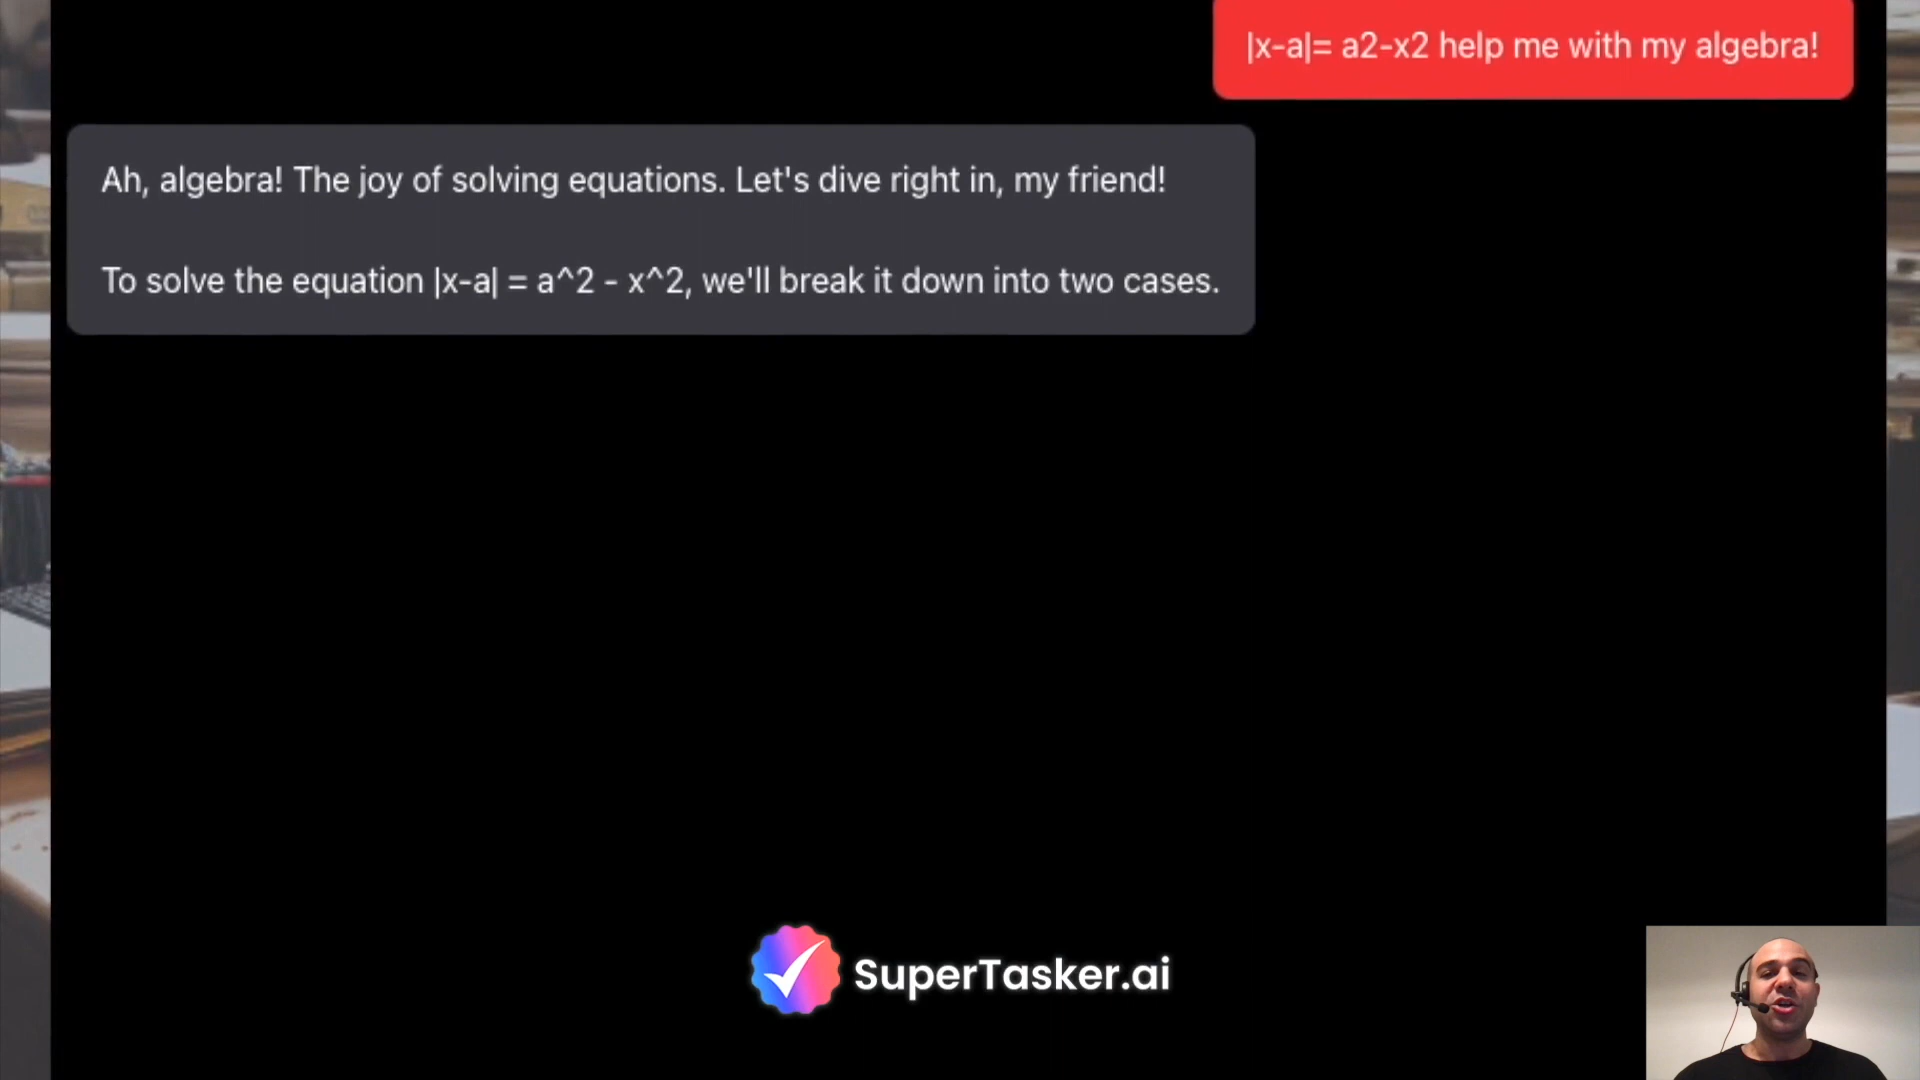 |x-a|= a2-x2 help me with my algebra!
Ah, algebra! The joy of solving equations. Let's dive right in, my friend!
To solve the equation |x-a| = a^2 - x^2, we'll break it down into two cases.
SuperTasker.ai